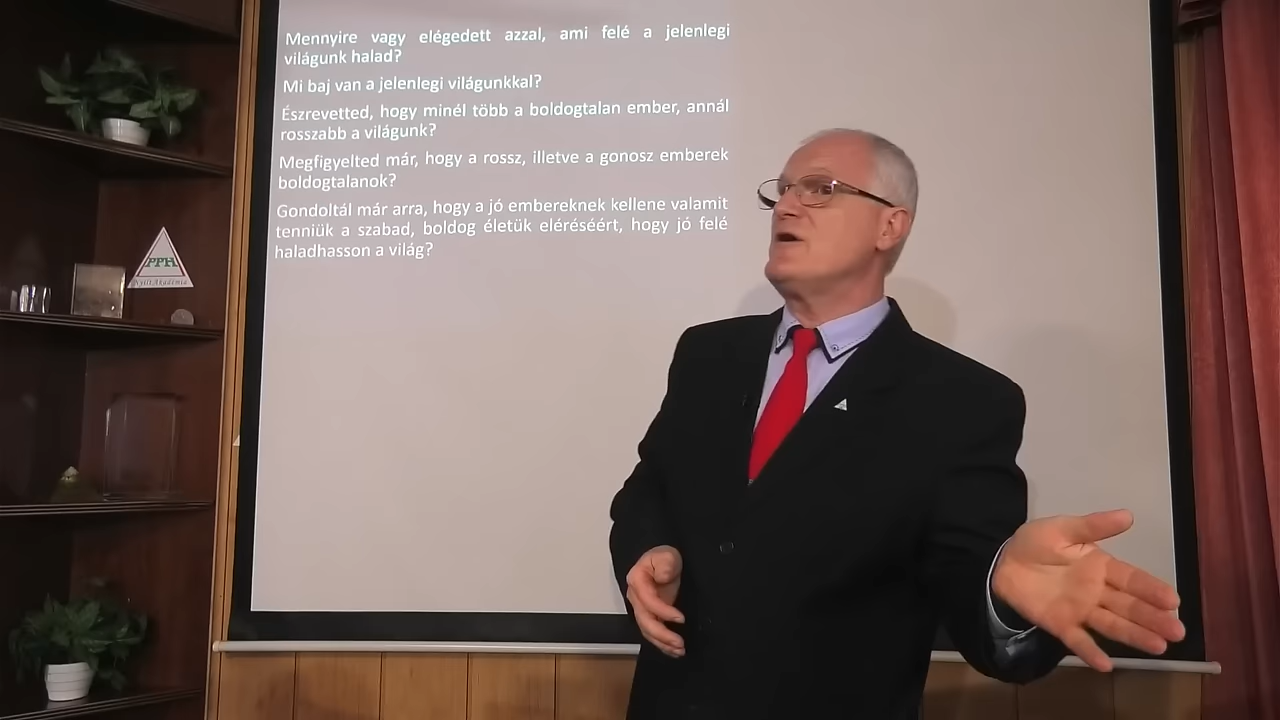 Mennyire vagy elégedett azzal, ami felé a jelenlegi
világunk halad?
Mi baj van a jelenlegi világunkkal?
Észrevetted, hogy minél több a boldogtalan ember, annál
rosszabb a világunk?
Megfigyelted már, hogy a rossz, illetve a gonosz emberek
boldogtalanok?
Gondoltál már arra, hogy a jó embereknek kellene valamit
tenniük a szabad, boldog életük eléréséért, hogy jó felé
haladhasson a világ?
PPH
Nyílt Akadémia